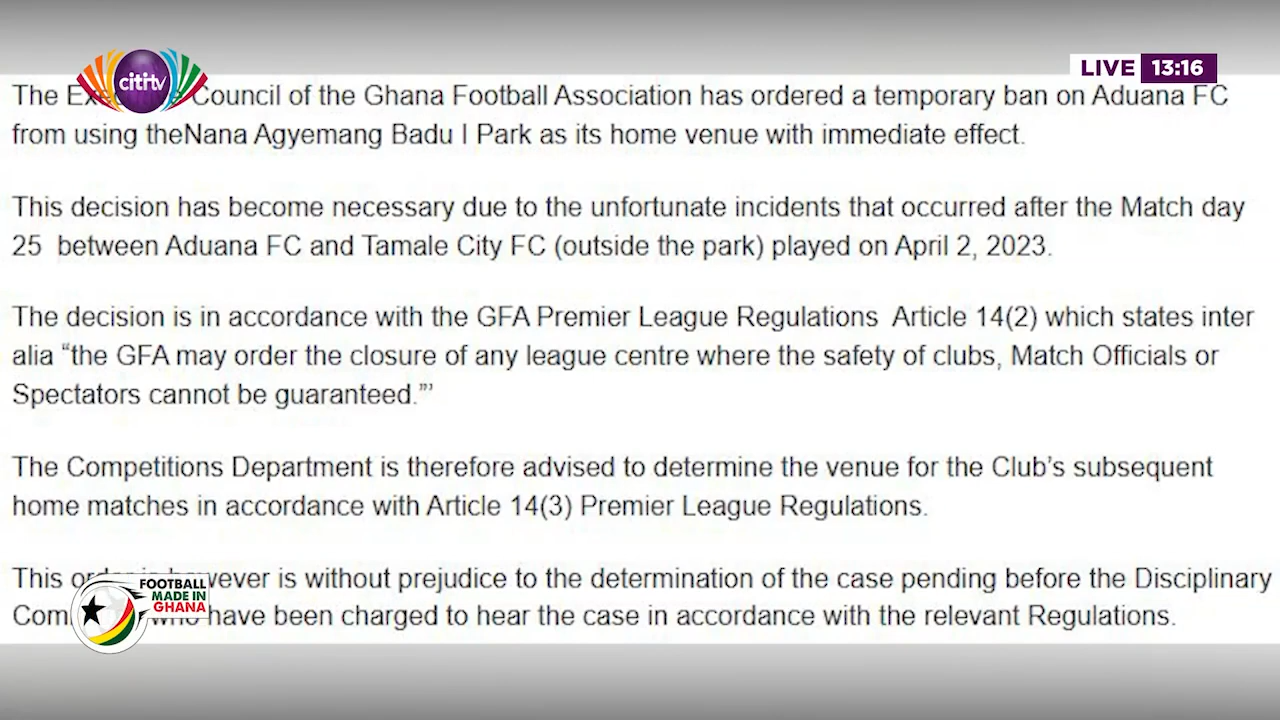 citi tv
LIVE 13:16
The Council of the Ghana Football Association has ordered a temporary ban on Aduana FC
from using theNana Agyemang Badu I Park as its home venue with immediate effect.
This decision has become necessary due to the unfortunate incidents that occurred after the Match day
25 between Aduana FC and Tamale City FC (outside the park) played on April 2, 2023.
The decision is in accordance with the GFA Premier League Regulations Article 14(2) which states inter
alia “the GFA may order the closure of any league centre where the safety of clubs, Match Officials or
Spectators cannot be guaranteed.”’
The Competitions Department is therefore advised to determine the venue for the Club’s subsequent
home matches in accordance with Article 14(3) Premier League Regulations.
This however is without prejudice to the determination of the case pending before the Disciplinary
who have been charged to hear the case in accordance with the relevant Regulations.
FOOTBALL
MADE IN
GHANA